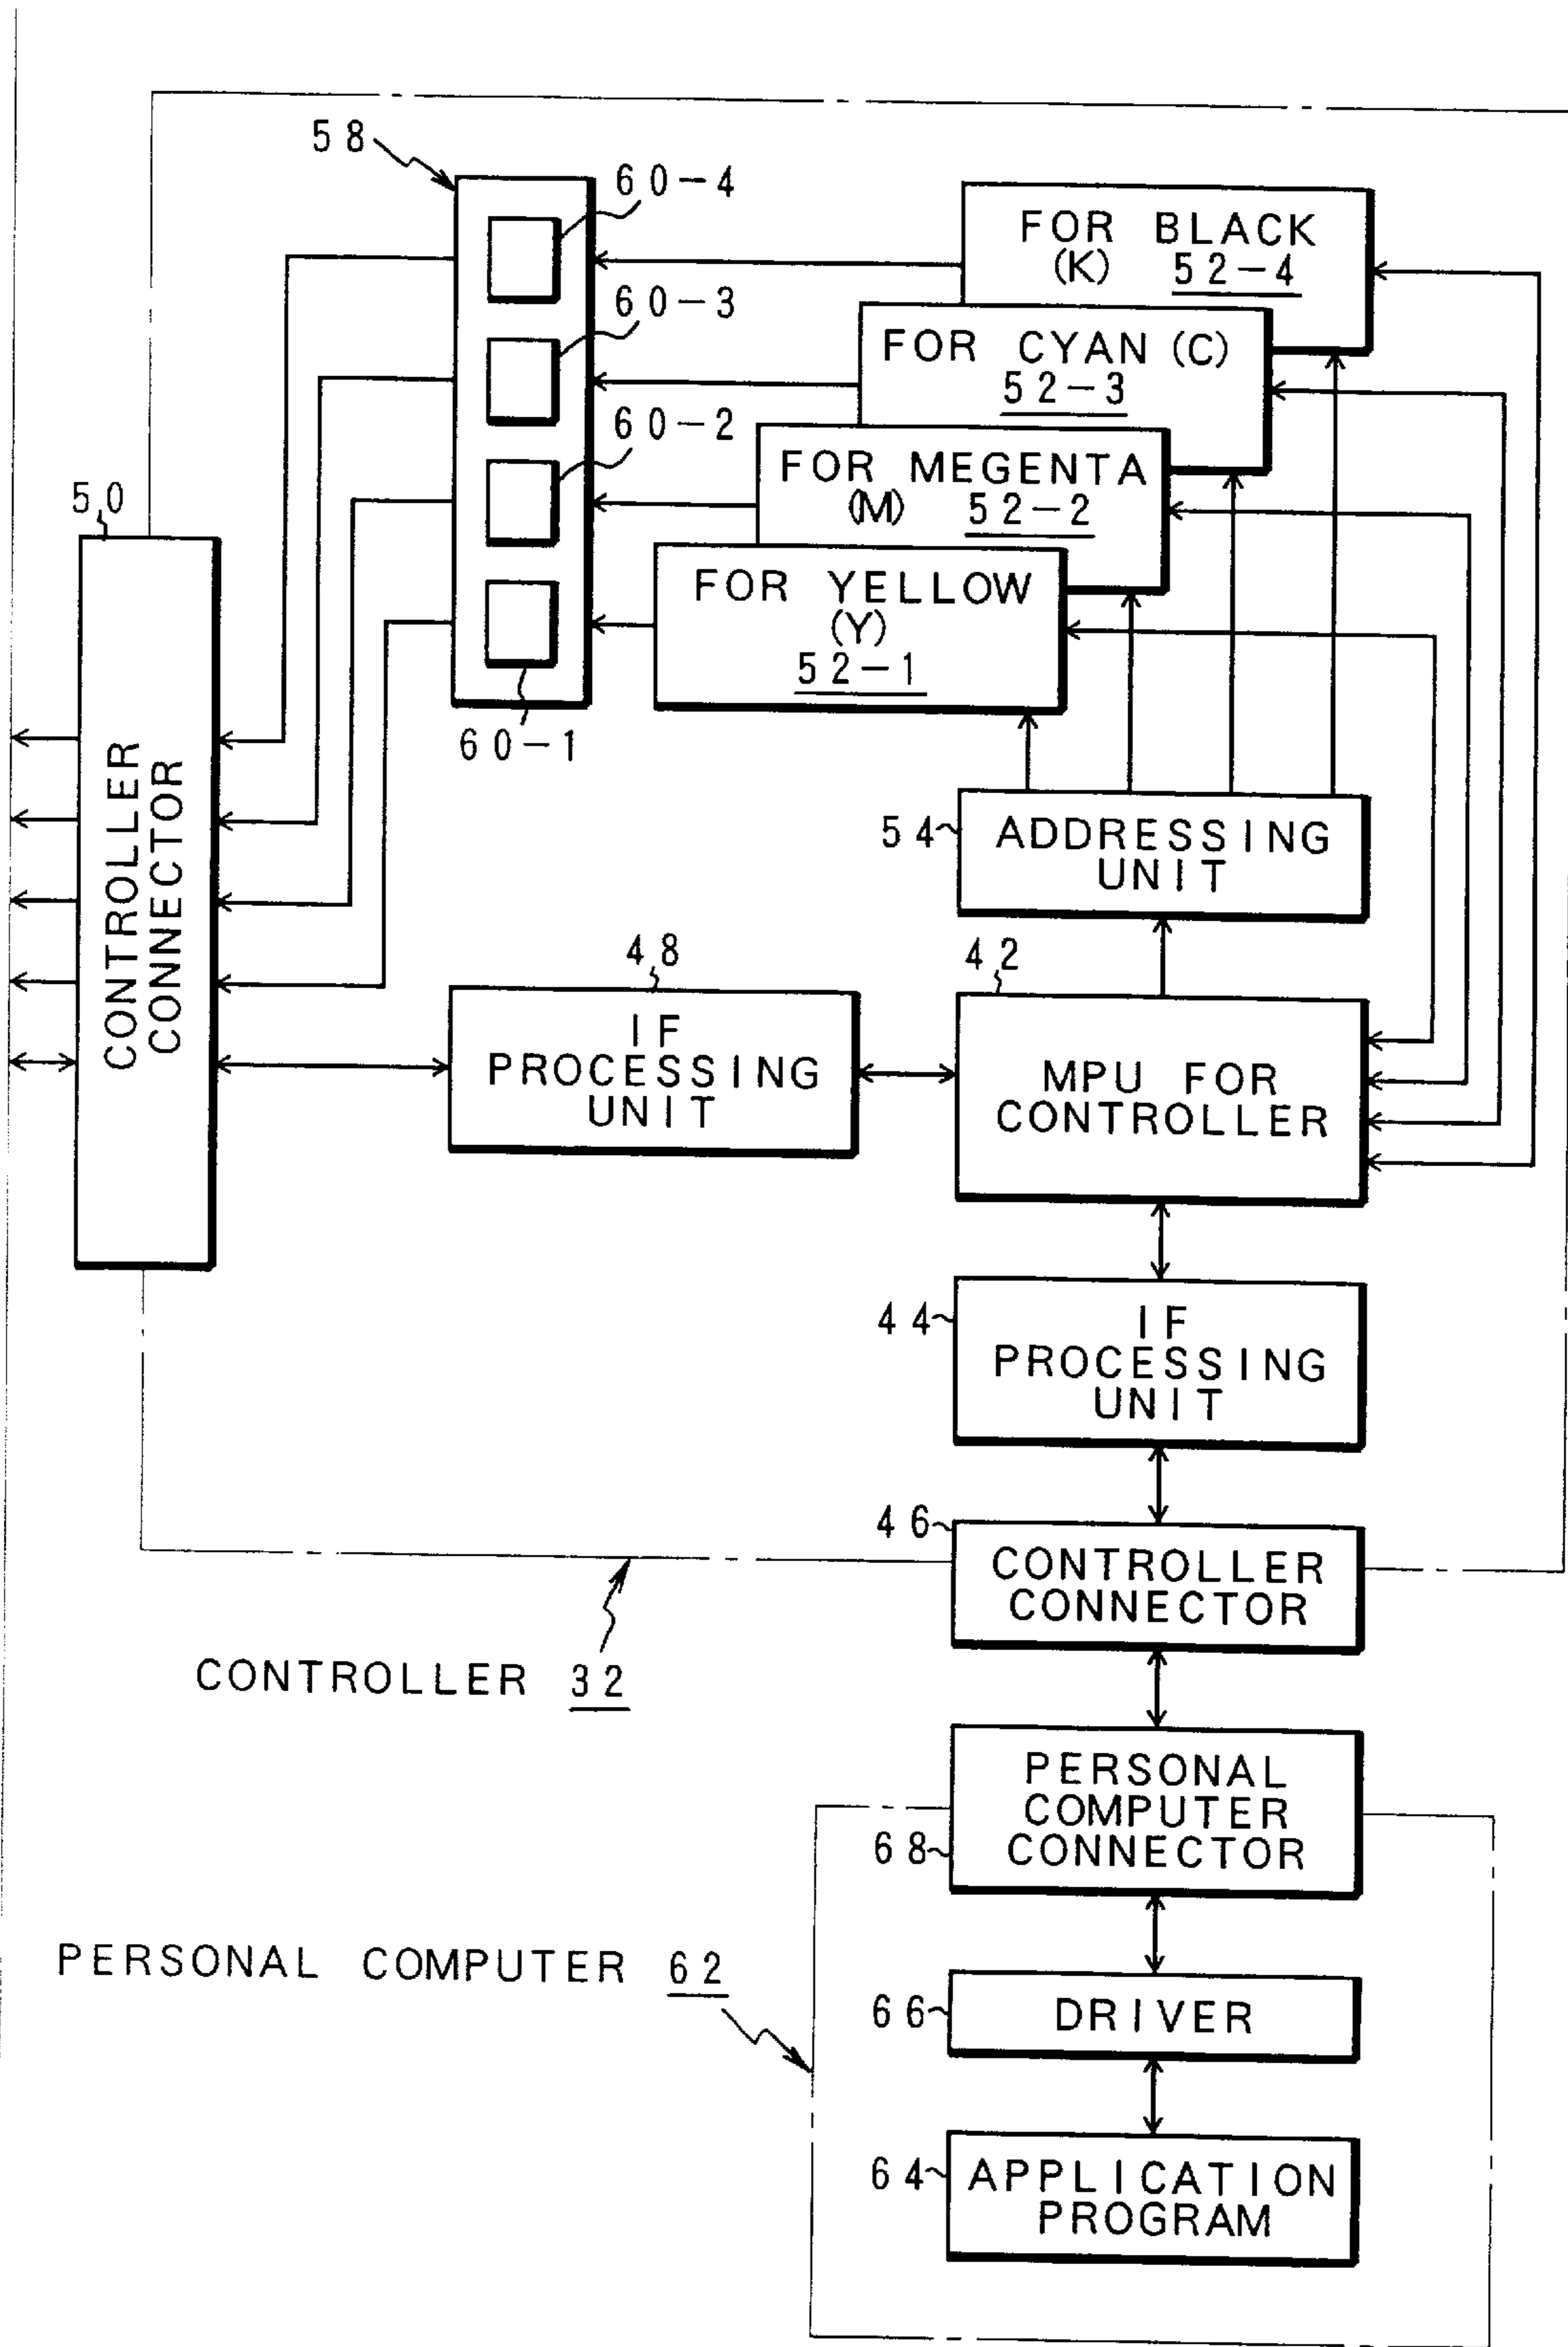 58
60-4
FOR BLACK
(K) 52-4
60-3
FOR CYAN (C)
52-3
60-2
FOR MEGENTA
(M) 52-2
50
FOR YELLOW
(Y)
52-1
60-1
CONTROLLER
CONNECTOR
54
ADDRESSING
UNIT
48
42
IF
PROCESSING
UNIT
MPU FOR
CONTROLLER
44
IF
PROCESSING
UNIT
46
CONTROLLER
CONNECTOR
CONTROLLER 32
PERSONAL
COMPUTER
CONNECTOR
68
PERSONAL COMPUTER 62
66
DRIVER
64
APPLICATION
PROGRAM